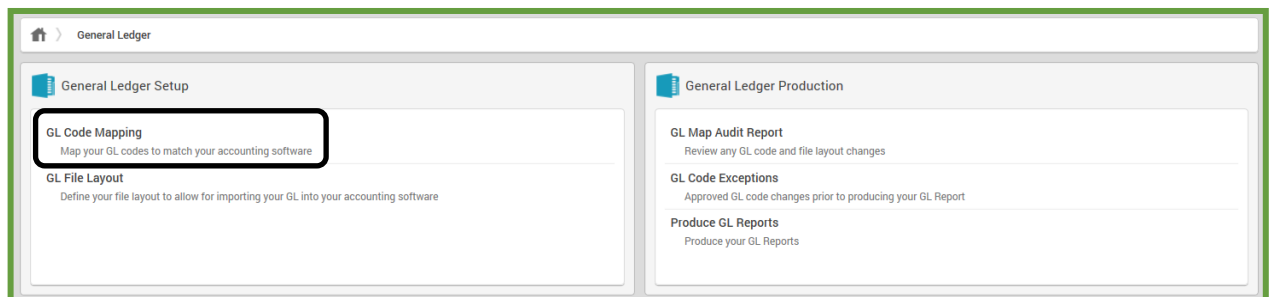 General Ledger
General Ledger Setup
GL Code Mapping
Map your GL codes to match your accounting software
GL File Layout
Define your file layout to allow for importing your GL into your accounting software
General Ledger Production
GL Map Audit Report
Review any GL code and file layout changes
GL Code Exceptions
Approved GL code changes prior to producing your GL Report
Produce GL Reports
Produce your GL Reports